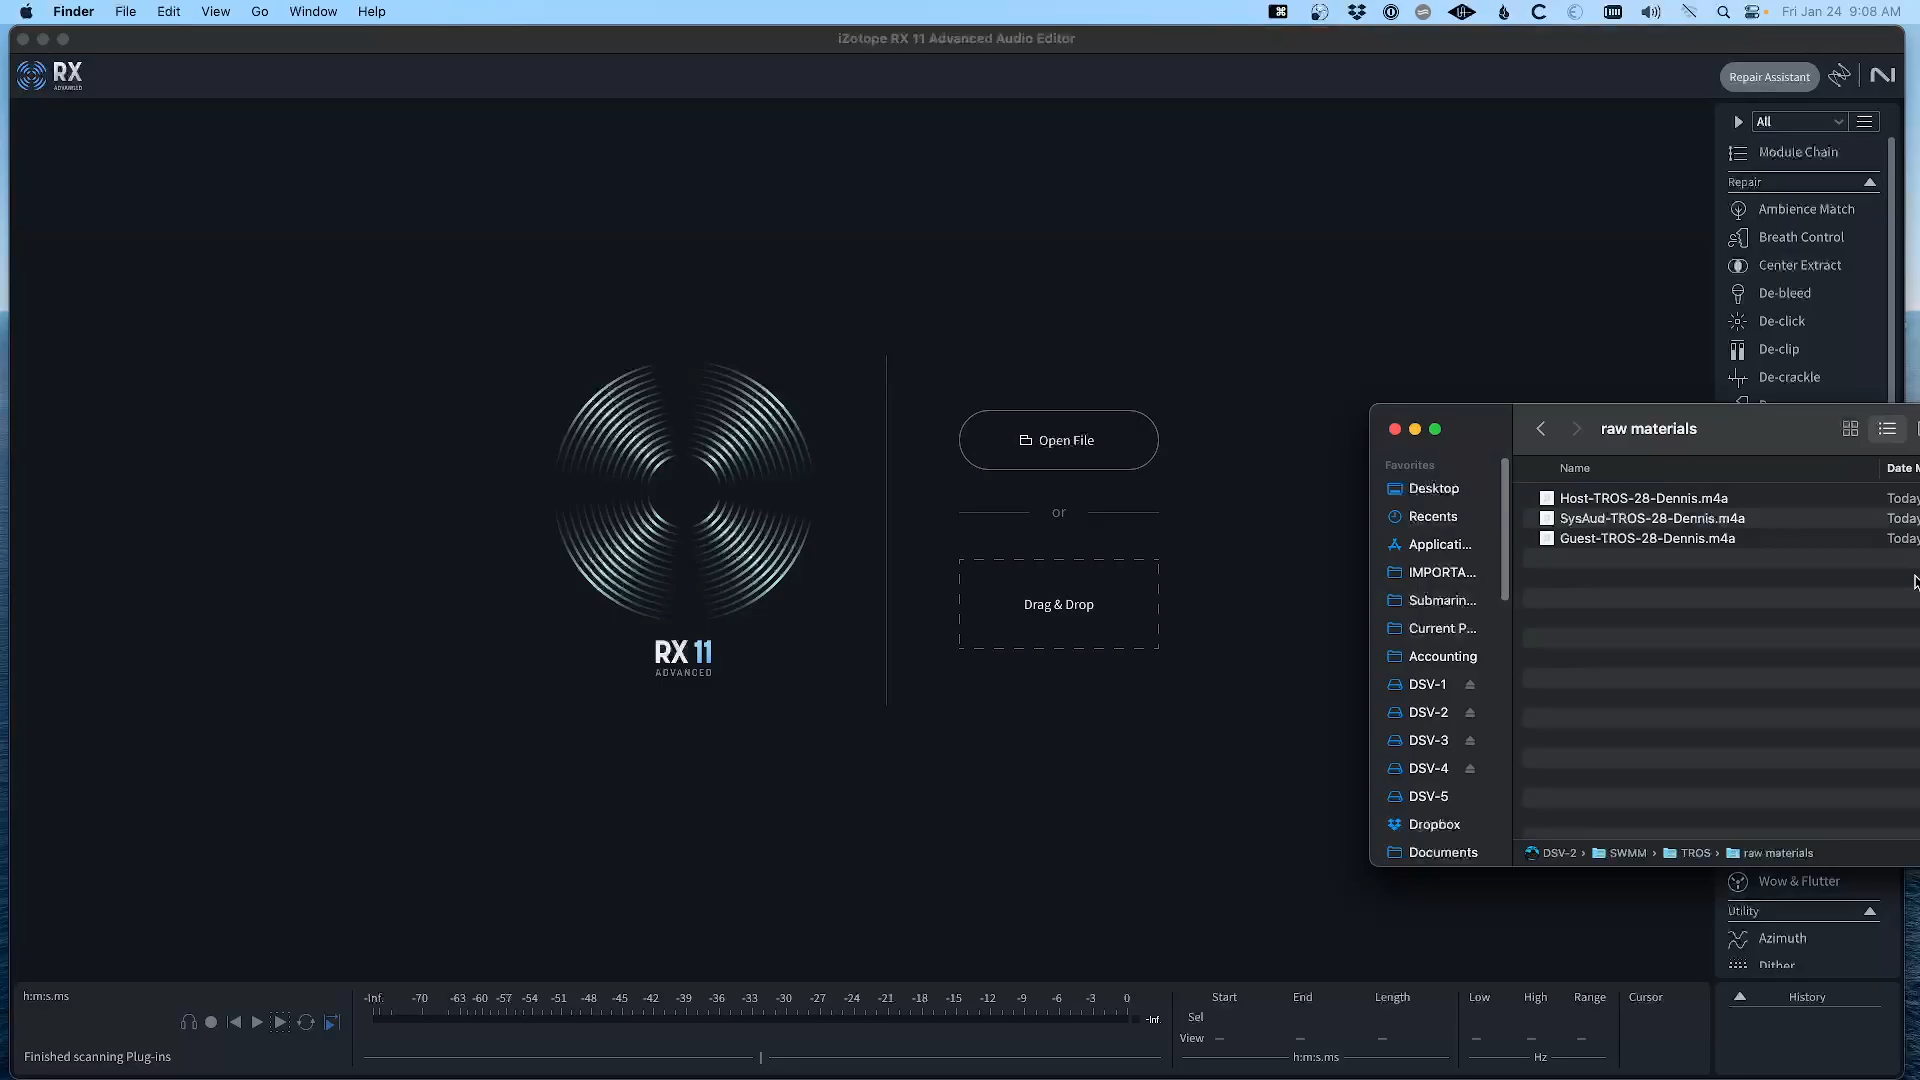 Finder File Edit View Go Window Help
Fri Jan 24 9:08 AM
iZotope RX 11 Advanced Audio Editor
RX
ADVANCED
Repair Assistant
All
Module Chain
Repair
Ambience Match
Breath Control
Center Extract
De-bleed
De-click
De-clip
De-crackle
Open File
or
Drag & Drop
RX 11
ADVANCED
raw materials
Favorites
Desktop
Recents
Applicati...
IMPORTA...
Submarin...
Current P...
Accounting
DSV-1
DSV-2
DSV-3
DSV-4
DSV-5
Dropbox
Documents
Name Date M
Host-TROS-28-Dennis.m4a Today
SysAud-TROS-28-Dennis.m4a Today
Guest-TROS-28-Dennis.m4a Today
DSV-2 › SWMM › TROS › raw materials
Wow & Flutter
Utility
Azimuth
Dither
h:m:s.ms
Finished scanning Plug-ins
-Inf. -70 -63 -60 -57 -54 -51 -48 -45 -42 -39 -36 -33 -30 -27 -24 -21 -18 -15 -12 -9 -6 -3 0
-Inf.
Start End Length
Sel
View – – –
h:m:s.ms
Low High Range
– – –
Hz
Cursor
History